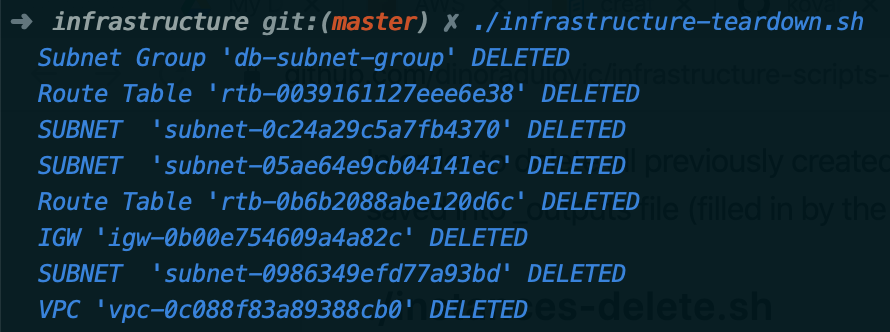 ➜ infrastructure git:(master) ✗ ./infrastructure-teardown.sh
Subnet Group 'db-subnet-group' DELETED
Route Table 'rtb-0039161127eee6e38' DELETED
SUBNET  'subnet-0c24a29c5a7fb4370' DELETED
SUBNET  'subnet-05ae64e9cb04141ec' DELETED
Route Table 'rtb-0b6b2088abe120d6c' DELETED
IGW 'igw-0b00e754609a4a82c' DELETED
SUBNET  'subnet-0986349efd77a93bd' DELETED
VPC 'vpc-0c088f83a89388cb0' DELETED